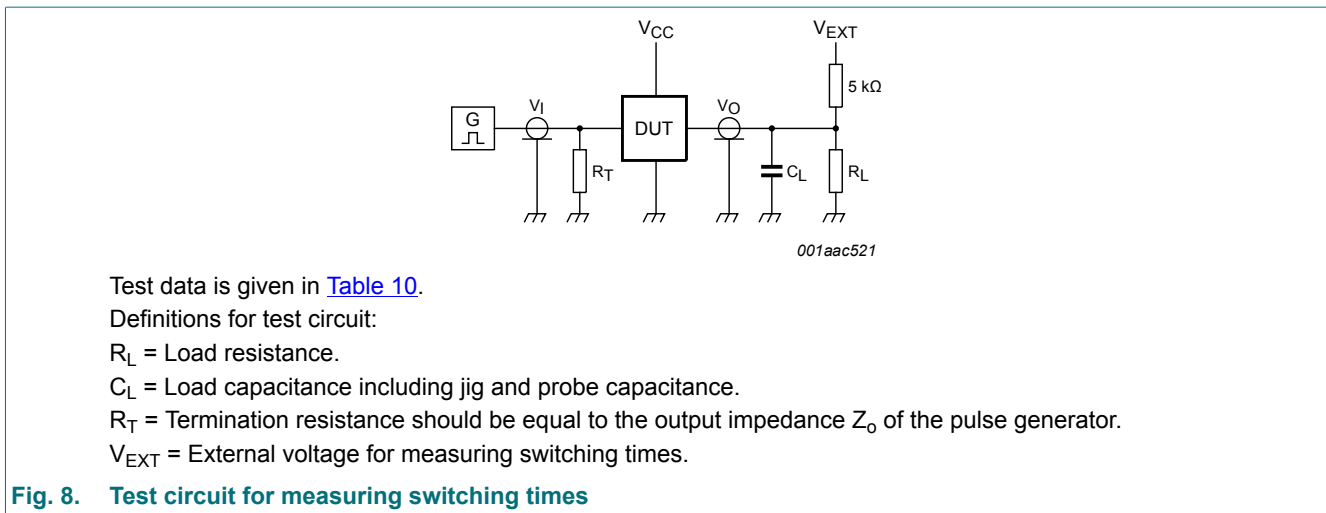 VCC
VEXT
5 kΩ
G
VI
DUT
VO
RT
CL
RL
001aac521
Test data is given in Table 10.
Definitions for test circuit:
RL = Load resistance.
CL = Load capacitance including jig and probe capacitance.
RT = Termination resistance should be equal to the output impedance Zo of the pulse generator.
VEXT = External voltage for measuring switching times.
Fig. 8. Test circuit for measuring switching times